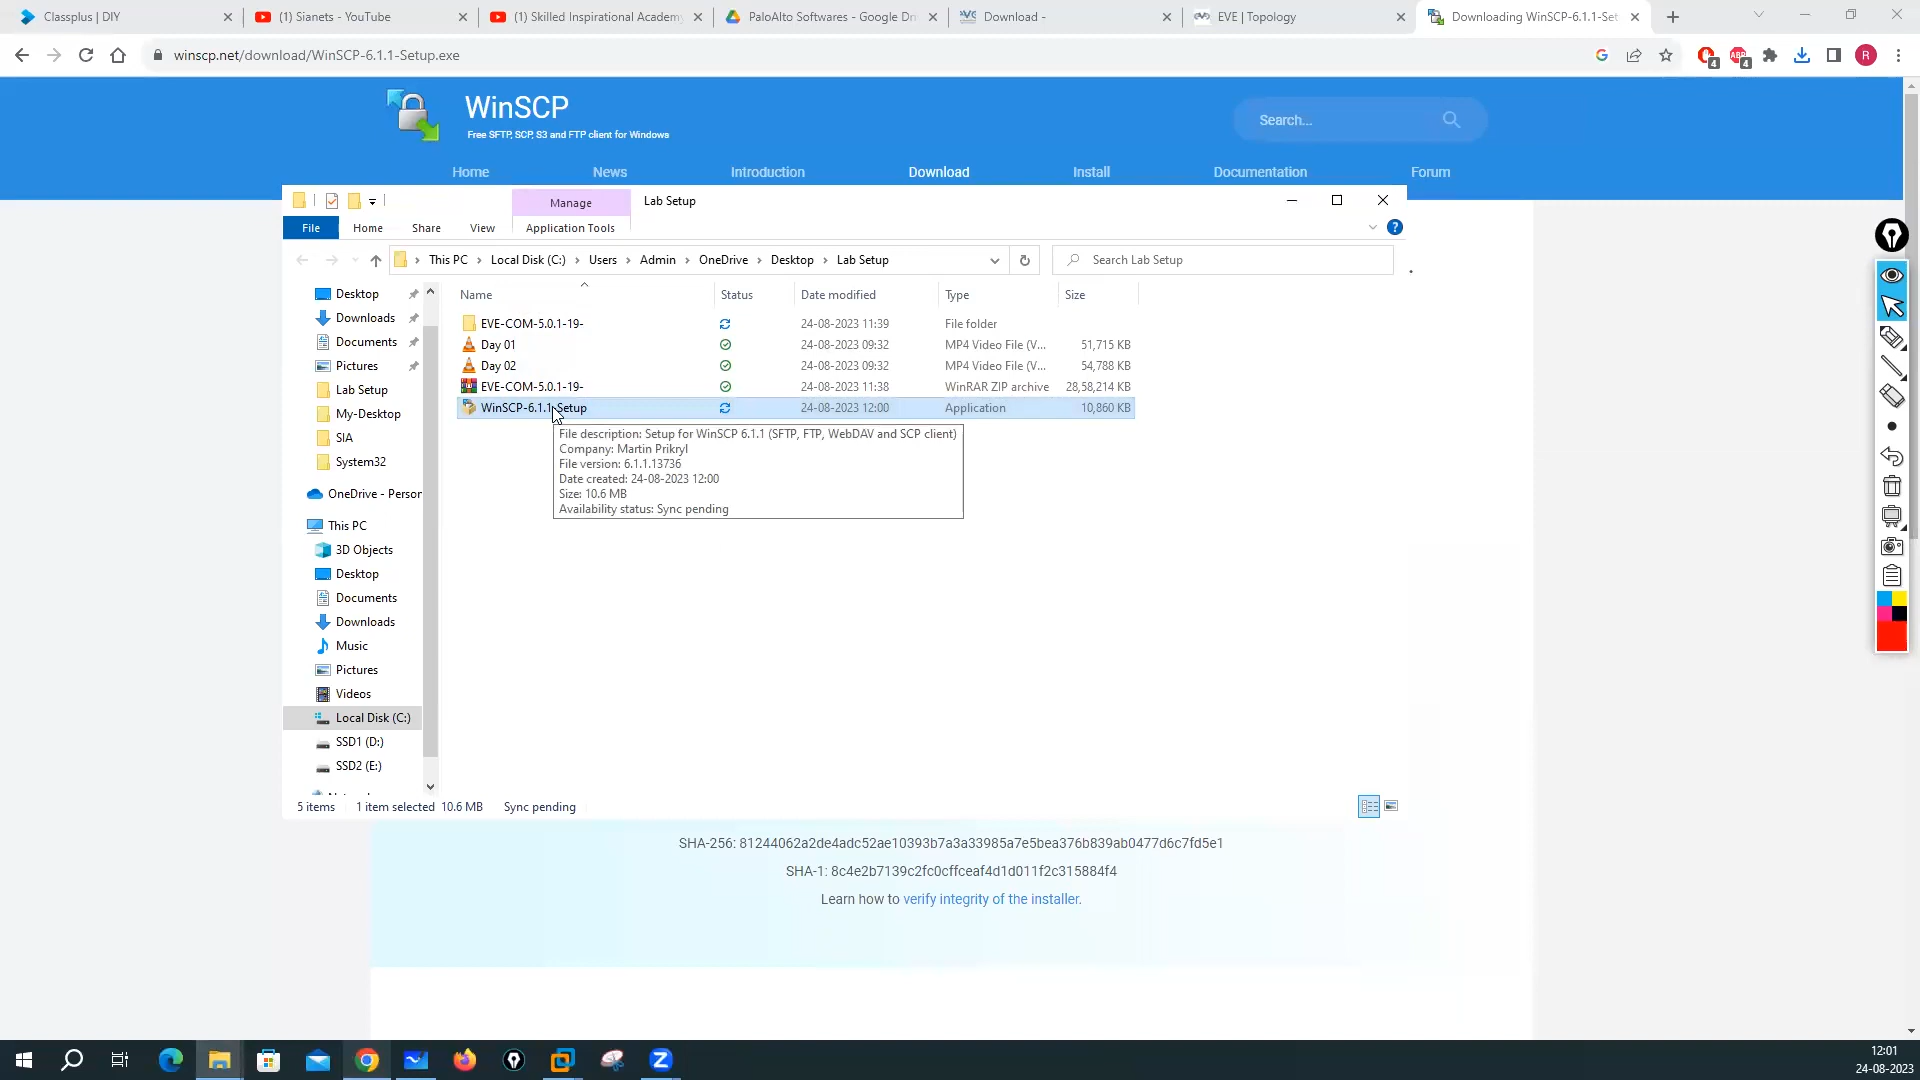 Classplus | DIY
(1) Sianets - YouTube
(1) Skilled Inspirational Academy
PaloAlto Softwares - Google Dri
Download -
EVE | Topology
Downloading WinSCP-6.1.1-Set
winscp.net/download/WinSCP-6.1.1-Setup.exe
4
ABP
4
R
WinSCP
Free SFTP, SCP, S3 and FTP client for Windows
Search...
Home News Introduction Download Install Documentation Forum
Manage
Lab Setup
File Home Share View Application Tools
This PC > Local Disk (C:) > Users > Admin > OneDrive > Desktop > Lab Setup
Search Lab Setup
Name Status Date modified Type Size
EVE-COM-5.0.1-19- 24-08-2023 11:39 File folder
Day 01 24-08-2023 09:32 MP4 Video File (V... 51,715 KB
Day 02 24-08-2023 09:32 MP4 Video File (V... 54,788 KB
EVE-COM-5.0.1-19- 24-08-2023 11:38 WinRAR ZIP archive 28,58,214 KB
WinSCP-6.1.1-Setup 24-08-2023 12:00 Application 10,860 KB
File description: Setup for WinSCP 6.1.1 (SFTP, FTP, WebDAV and SCP client)
Company: Martin Prikryl
File version: 6.1.1.13736
Date created: 24-08-2023 12:00
Size: 10.6 MB
Availability status: Sync pending
Desktop
Downloads
Documents
Pictures
Lab Setup
My-Desktop
SIA
System32
OneDrive - Person
This PC
3D Objects
Desktop
Documents
Downloads
Music
Pictures
Videos
Local Disk (C:)
SSD1 (D:)
SSD2 (E:)
5 items 1 item selected 10.6 MB Sync pending
SHA-256: 81244062a2de4adc52ae10393b7a3a33985a7e5bea376b839ab0477d6c7fd5e1
SHA-1: 8c4e2b7139c2fc0cffceaf4d1d011f2c315884f4
Learn how to verify integrity of the installer.
12:01
24-08-2023